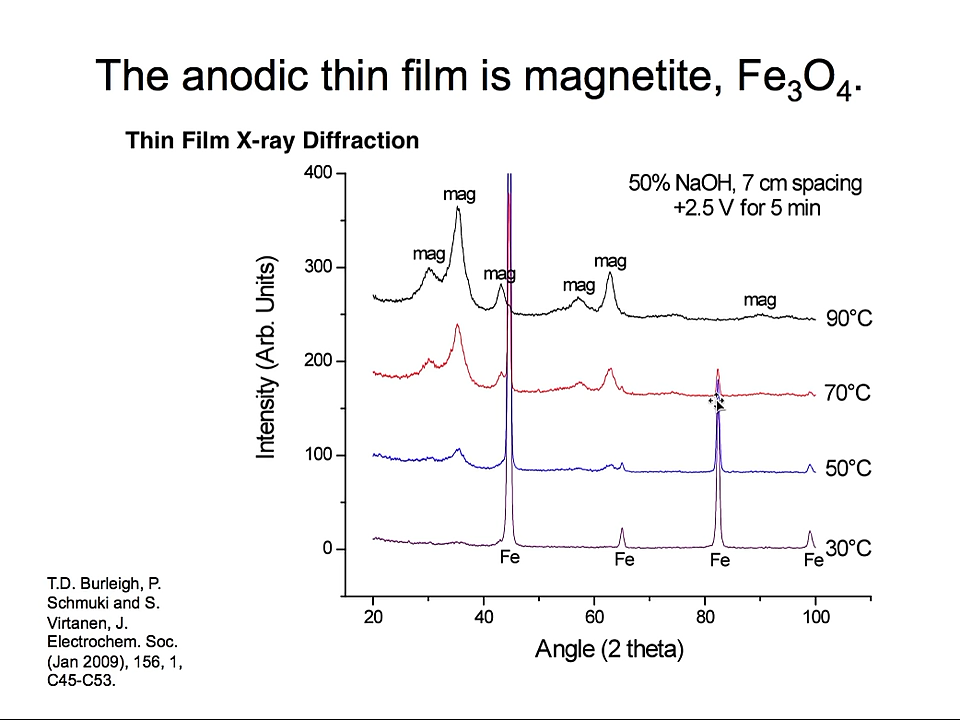 The anodic thin film is magnetite, Fe₃O₄.
Thin Film X-ray Diffraction
50% NaOH, 7 cm spacing
+2.5 V for 5 min
400
300
200
100
0
Intensity (Arb. Units)
mag
mag
mag
mag
mag
mag
90°C
70°C
50°C
30°C
Fe
Fe
Fe
Fe
20
40
60
80
100
Angle (2 theta)
T.D. Burleigh, P.
Schmuki and S.
Virtanen, J.
Electrochem. Soc.
(Jan 2009), 156, 1,
C45-C53.